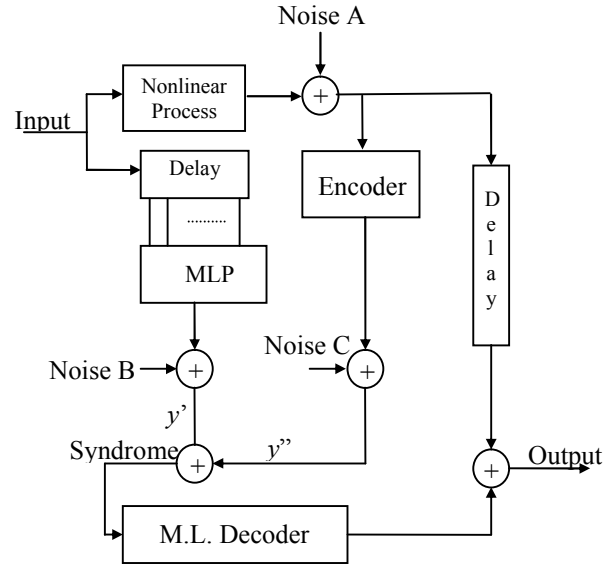 Noise A
Nonlinear
Process
+
Input
Delay
..........
Encoder
D
e
l
a
y
MLP
Noise C
Noise B
+
+
y’
y”
Syndrome
+
+
Output
M.L. Decoder